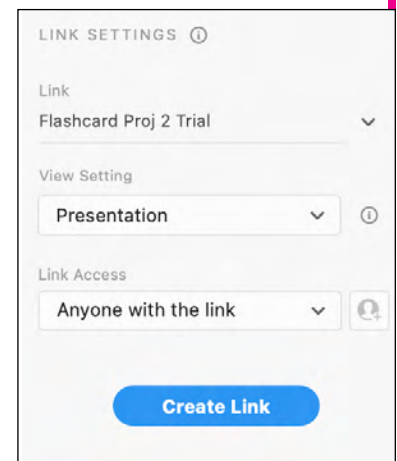 LINK SETTINGS
Link
Flashcard Proj 2 Trial
View Setting
Presentation
Link Access
Anyone with the link
Create Link